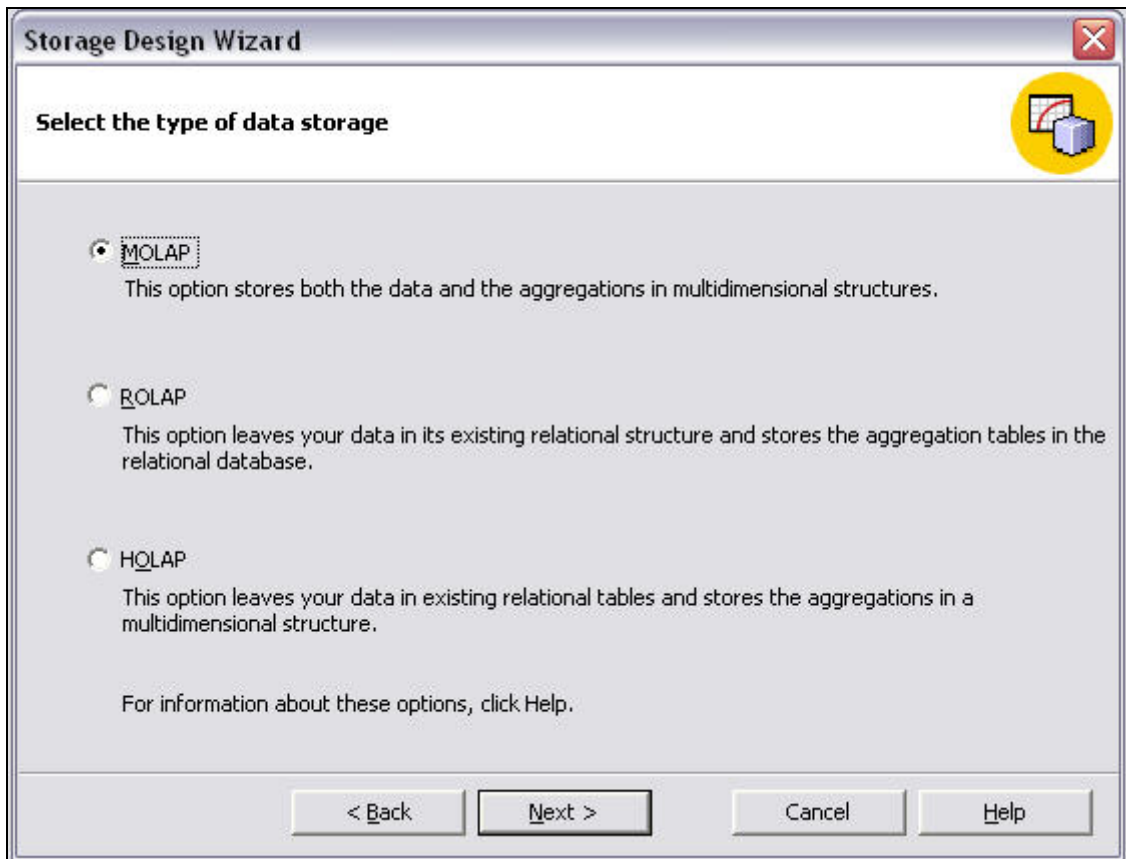 Storage Design Wizard
Select the type of data storage
MOLAP
This option stores both the data and the aggregations in multidimensional structures.
ROLAP
This option leaves your data in its existing relational structure and stores the aggregation tables in the
relational database.
HOLAP
This option leaves your data in existing relational tables and stores the aggregations in a
multidimensional structure.
For information about these options, click Help.
< Back
Next >
Cancel
Help